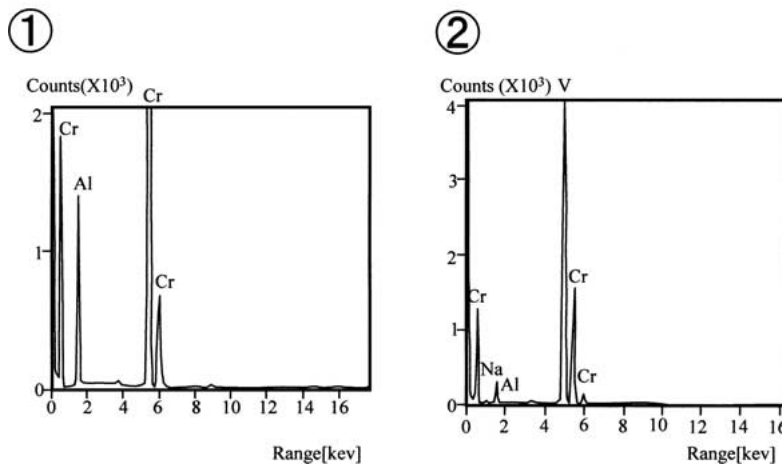 ①
Counts(X10³)
Cr
2
Cr
Al
1
Cr
0
0 2 4 6 8 10 12 14 16
Range[kev]
②
Counts (X10³) V
4
3
2
Cr
Cr
1
Na
Al
Cr
0
0 2 4 6 8 10 12 14 16
Range[kev]